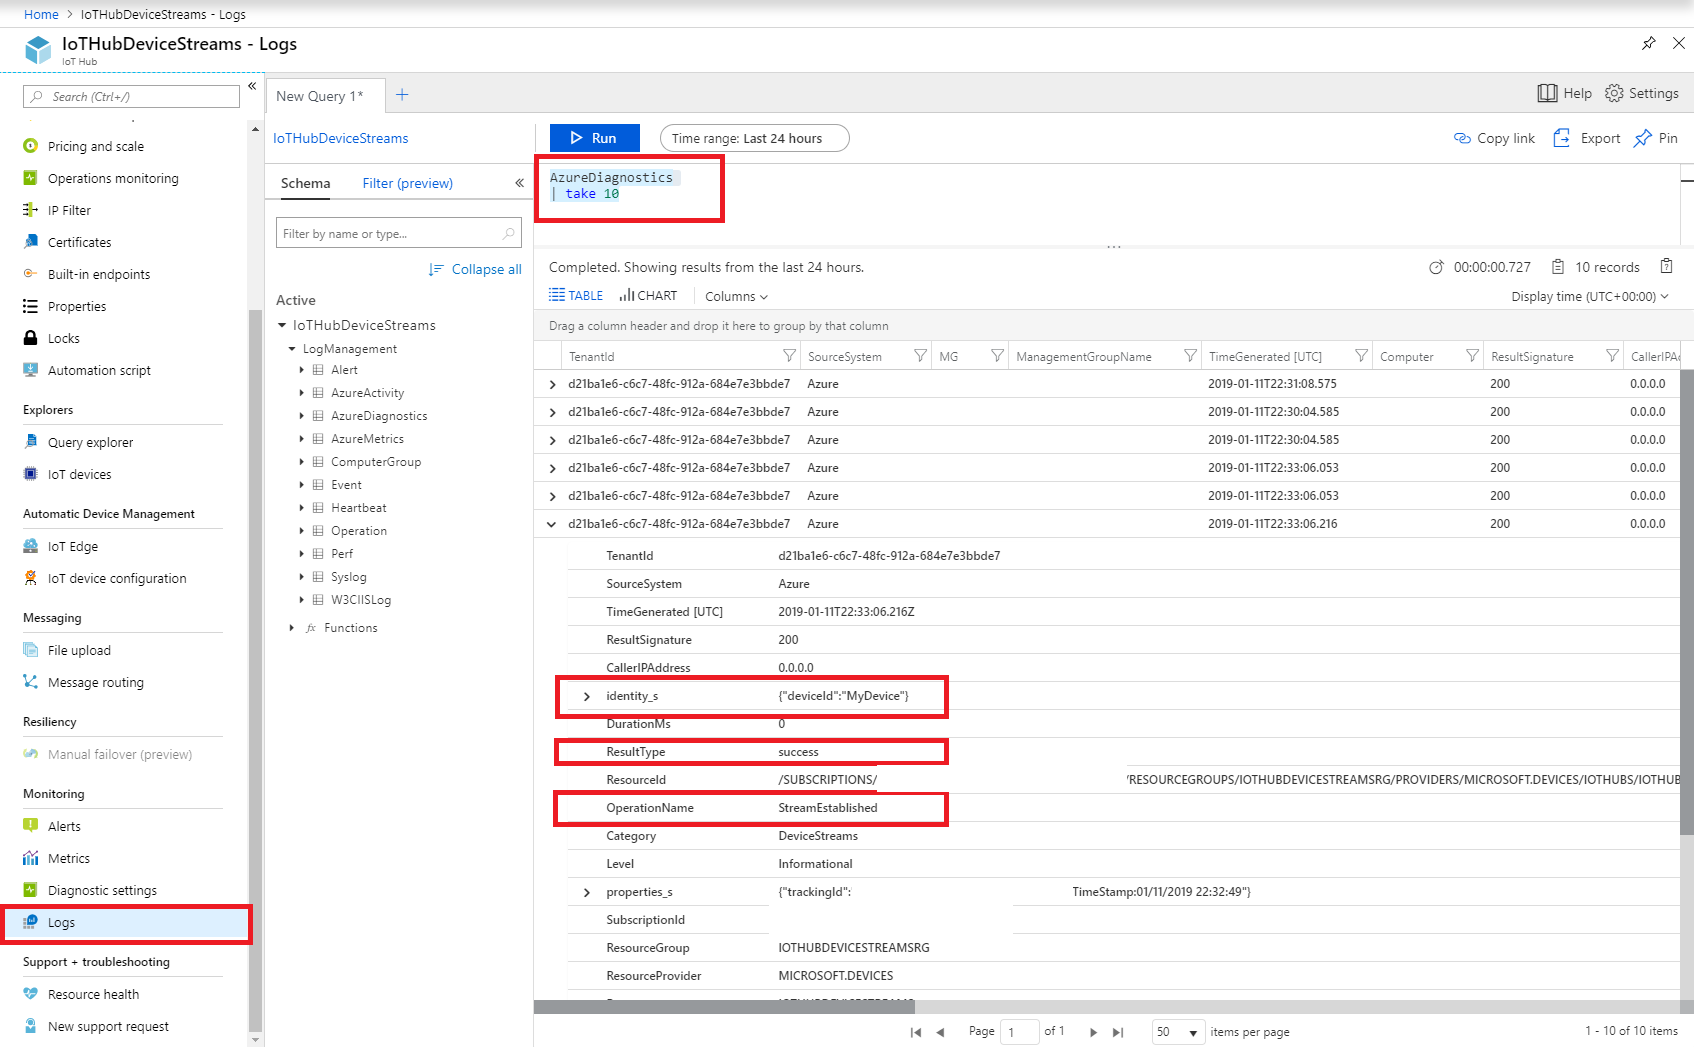 Home > IoTHubDeviceStreams - Logs
IoTHubDeviceStreams - Logs
IoT Hub
Search (Ctrl+/)
«
Pricing and scale
Operations monitoring
IP Filter
Certificates
Built-in endpoints
Properties
Locks
Automation script
Explorers
Query explorer
IoT devices
Automatic Device Management
IoT Edge
IoT device configuration
Messaging
File upload
Message routing
Resiliency
Manual failover (preview)
Monitoring
Alerts
Metrics
Diagnostic settings
Logs
Support + troubleshooting
Resource health
New support request
New Query 1* +
Help Settings
IoTHubDeviceStreams
Run
Time range: Last 24 hours
Copy link Export Pin
Schema Filter (preview) «
Filter by name or type...
Collapse all
Active
IoTHubDeviceStreams
LogManagement
Alert
AzureActivity
AzureDiagnostics
AzureMetrics
ComputerGroup
Event
Heartbeat
Operation
Perf
Syslog
W3CIISLog
fx Functions
AzureDiagnostics
| take 10
...
Completed. Showing results from the last 24 hours.
00:00:00.727 10 records
TABLE CHART Columns
Display time (UTC+00:00)
Drag a column header and drop it here to group by that column
TenantId SourceSystem MG ManagementGroupName TimeGenerated [UTC] Computer ResultSignature CallerIPAd
d21ba1e6-c6c7-48fc-912a-684e7e3bbde7 Azure 2019-01-11T22:31:08.575 200 0.0.0.0
d21ba1e6-c6c7-48fc-912a-684e7e3bbde7 Azure 2019-01-11T22:30:04.585 200 0.0.0.0
d21ba1e6-c6c7-48fc-912a-684e7e3bbde7 Azure 2019-01-11T22:30:04.585 200 0.0.0.0
d21ba1e6-c6c7-48fc-912a-684e7e3bbde7 Azure 2019-01-11T22:33:06.053 200 0.0.0.0
d21ba1e6-c6c7-48fc-912a-684e7e3bbde7 Azure 2019-01-11T22:33:06.053 200 0.0.0.0
d21ba1e6-c6c7-48fc-912a-684e7e3bbde7 Azure 2019-01-11T22:33:06.216 200 0.0.0.0
TenantId d21ba1e6-c6c7-48fc-912a-684e7e3bbde7
SourceSystem Azure
TimeGenerated [UTC] 2019-01-11T22:33:06.216Z
ResultSignature 200
CallerIPAddress 0.0.0.0
identity_s {"deviceId":"MyDevice"}
DurationMs 0
ResultType success
ResourceId /SUBSCRIPTIONS/ /RESOURCEGROUPS/IOTHUBDEVICESTREAMSRG/PROVIDERS/MICROSOFT.DEVICES/IOTHUBS/IOTHUB
OperationName StreamEstablished
Category DeviceStreams
Level Informational
properties_s {"trackingId": TimeStamp:01/11/2019 22:32:49"}
SubscriptionId
ResourceGroup IOTHUBDEVICESTREAMSRG
ResourceProvider MICROSOFT.DEVICES
Page 1 of 1 50 items per page
1 - 10 of 10 items